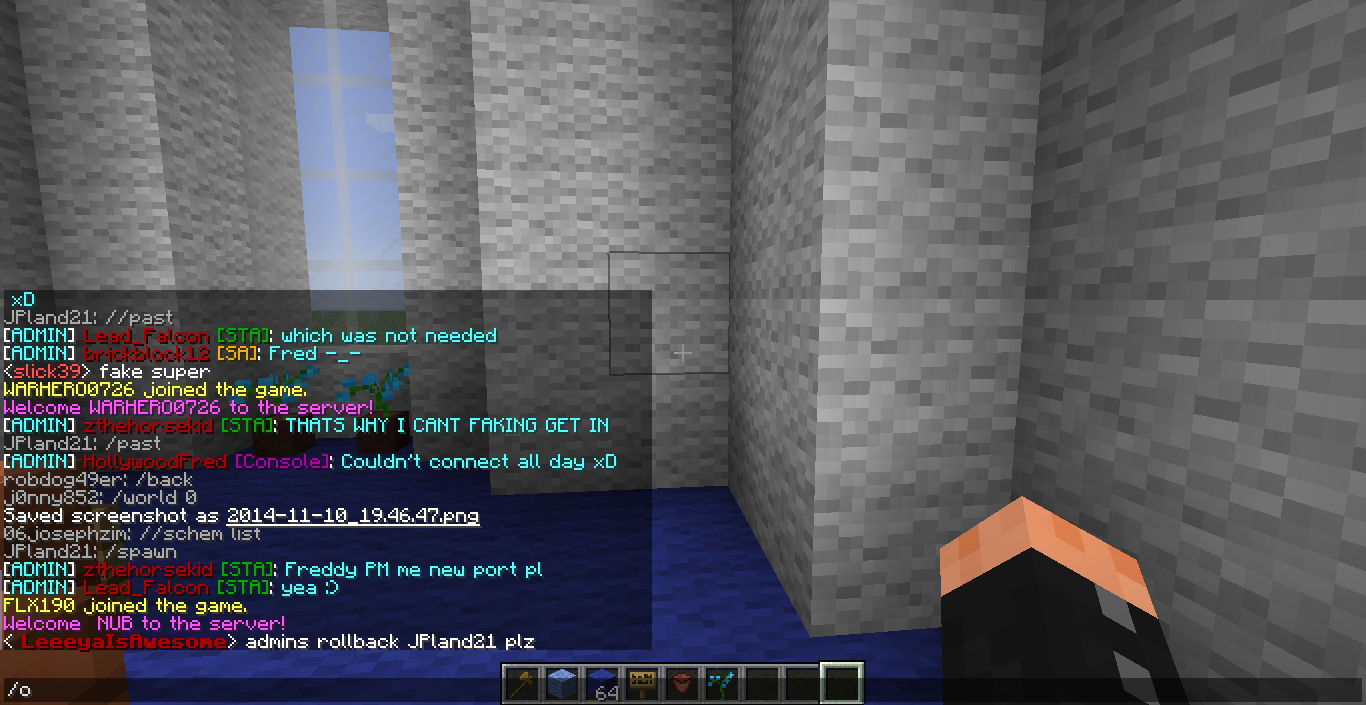 xD
JPland21: //past
[ADMIN] Lead_Falcon [STA]: which was not needed
[ADMIN] brickblock12 [SA]: Fred -_-
<slick39> fake super
WARHERO0726 joined the game.
Welcome WARHERO0726 to the server!
[ADMIN] zthehorsekid [STA]: THATS WHY I CANT FAKING GET IN
JPland21: /past
[ADMIN] HollywoodFred [Console]: Couldn't connect all day xD
robdog49er: /back
j0nny852: /world 0
Saved screenshot as 2014-11-10_19.46.47.png
06josephzim: //schem list
JPland21: /spawn
[ADMIN] zthehorsekid [STA]: Freddy PM me new port pl
[ADMIN] Lead_Falcon [STA]: yea :)
FLX190 joined the game.
Welcome  NUB to the server!
< LeeeyaIsAwesome> admins rollback JPland21 plz
64
/o